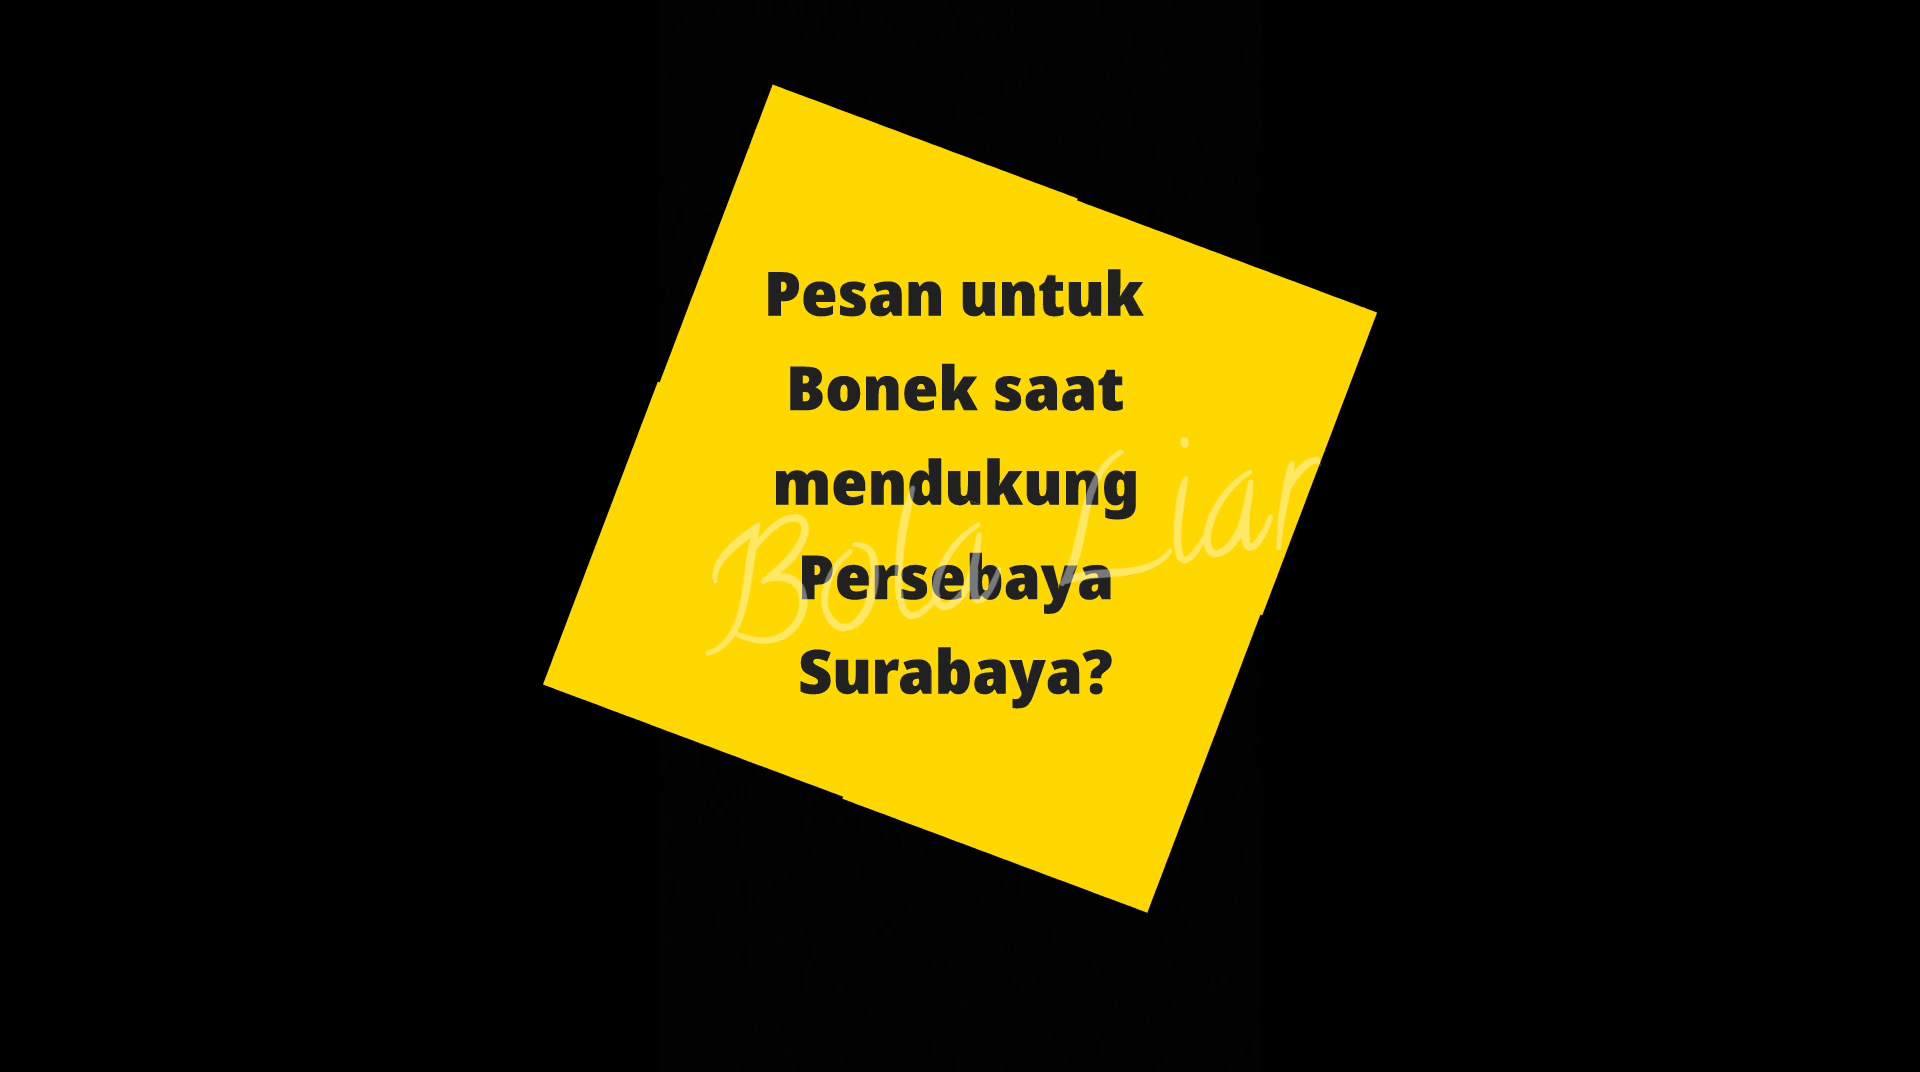 Pesan untuk
Bonek saat
mendukung
Persebaya
Surabaya?
Bola Liar